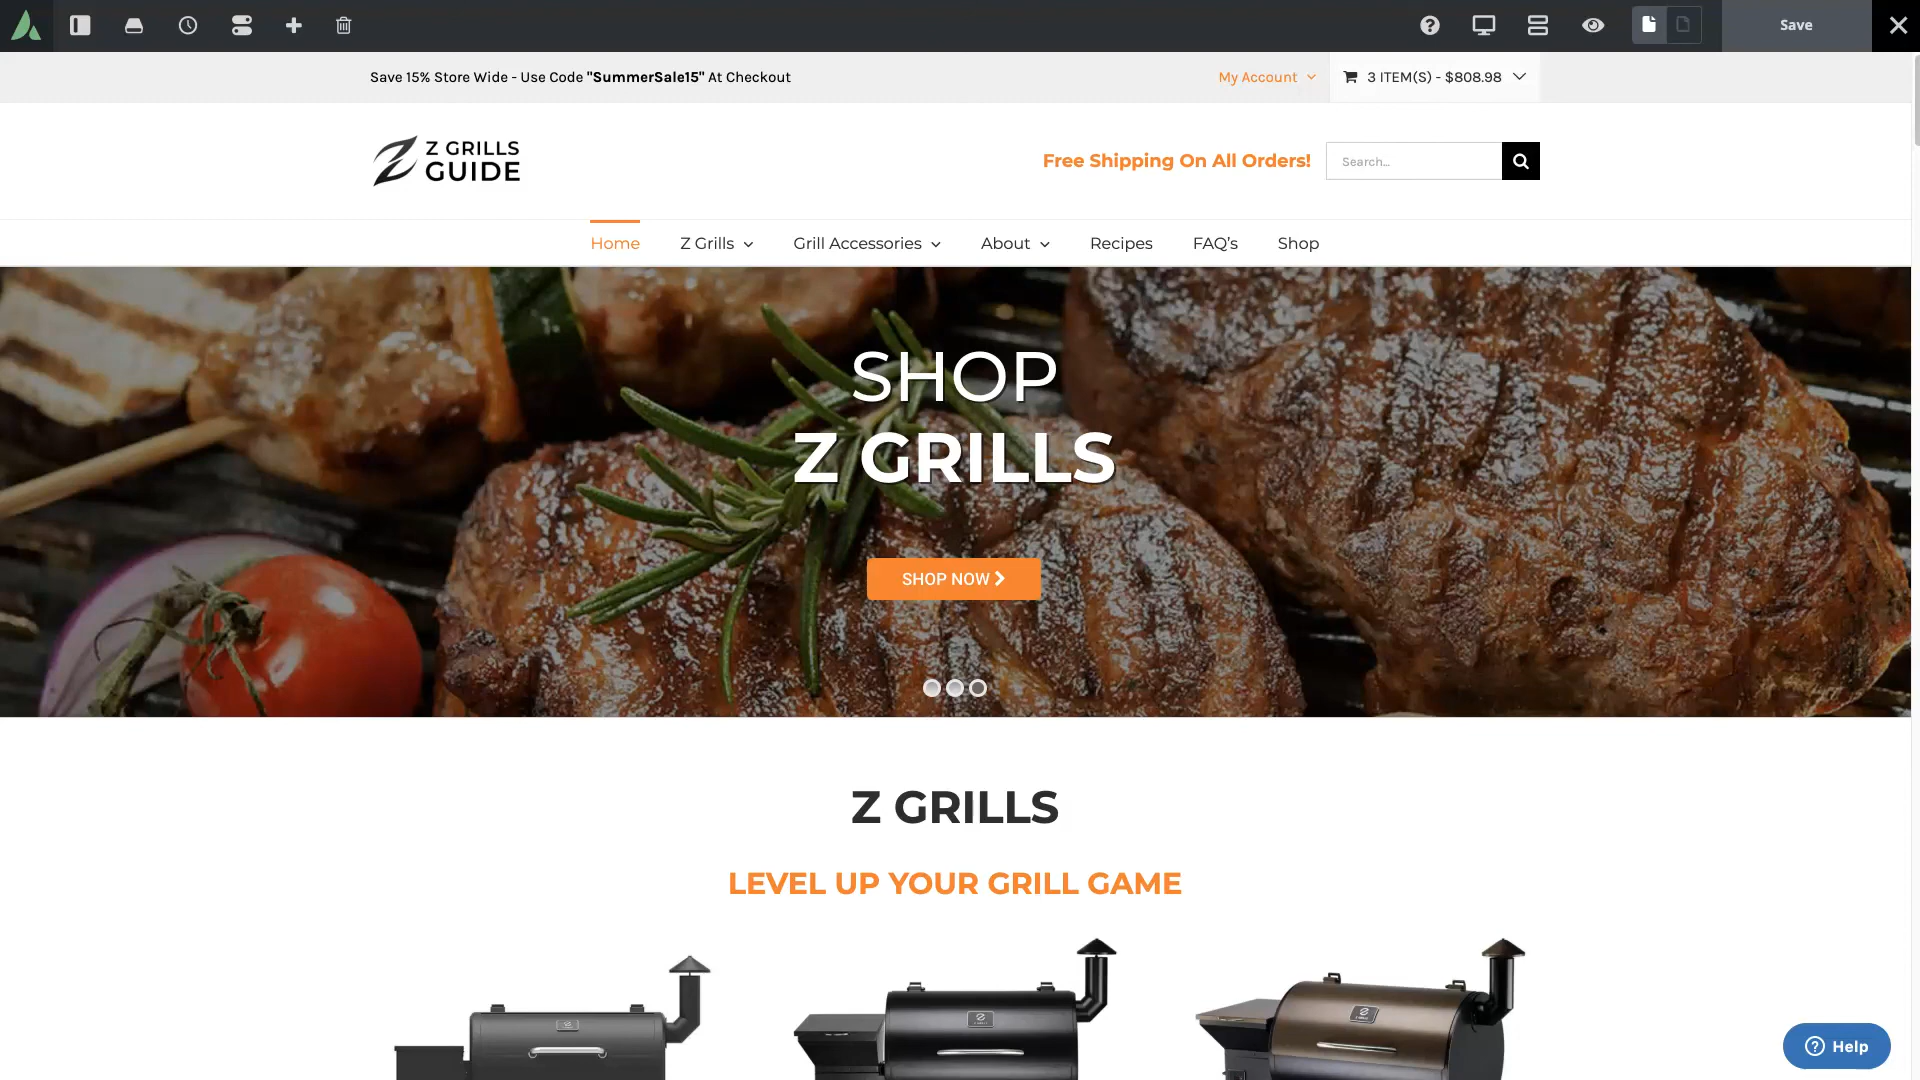 Save
Save 15% Store Wide - Use Code "SummerSale15" At Checkout
My Account
3 ITEM(S) - $808.98
Z GRILLS
GUIDE
Free Shipping On All Orders!
Search...
Home
Z Grills
Grill Accessories
About
Recipes
FAQ's
Shop
SHOP
Z GRILLS
SHOP NOW
Z GRILLS
LEVEL UP YOUR GRILL GAME
Help